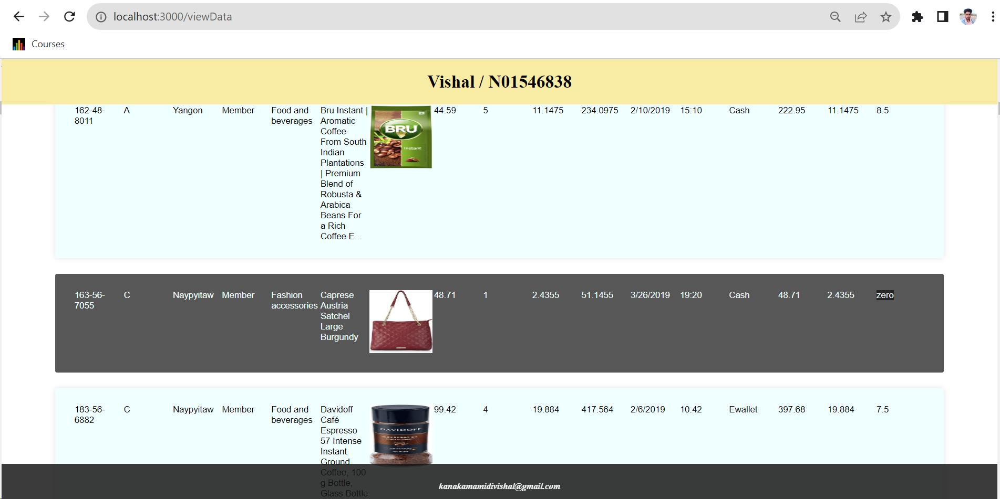 localhost:3000/viewData
Courses
Vishal / N01546838
162-48-8011 A Yangon Member Food and beverages Bru Instant | Aromatic Coffee From South Indian Plantations | Premium Blend of Robusta & Arabica Beans For a Rich Coffee E... 44.59 5 11.1475 234.0975 2/10/2019 15:10 Cash 222.95 11.1475 8.5
BRU
Instant
163-56-7055 C Naypyitaw Member Fashion accessories Caprese Austria Satchel Large Burgundy 48.71 1 2.4355 51.1455 3/26/2019 19:20 Cash 48.71 2.4355 zero
183-56-6882 C Naypyitaw Member Food and beverages Davidoff Café Espresso 57 Intense Instant Ground Coffee, 100 g Bottle, Glass Bottle 99.42 4 19.884 417.564 2/6/2019 10:42 Ewallet 397.68 19.884 7.5
DAVIDOFF
kanakamamidivishal@gmail.com